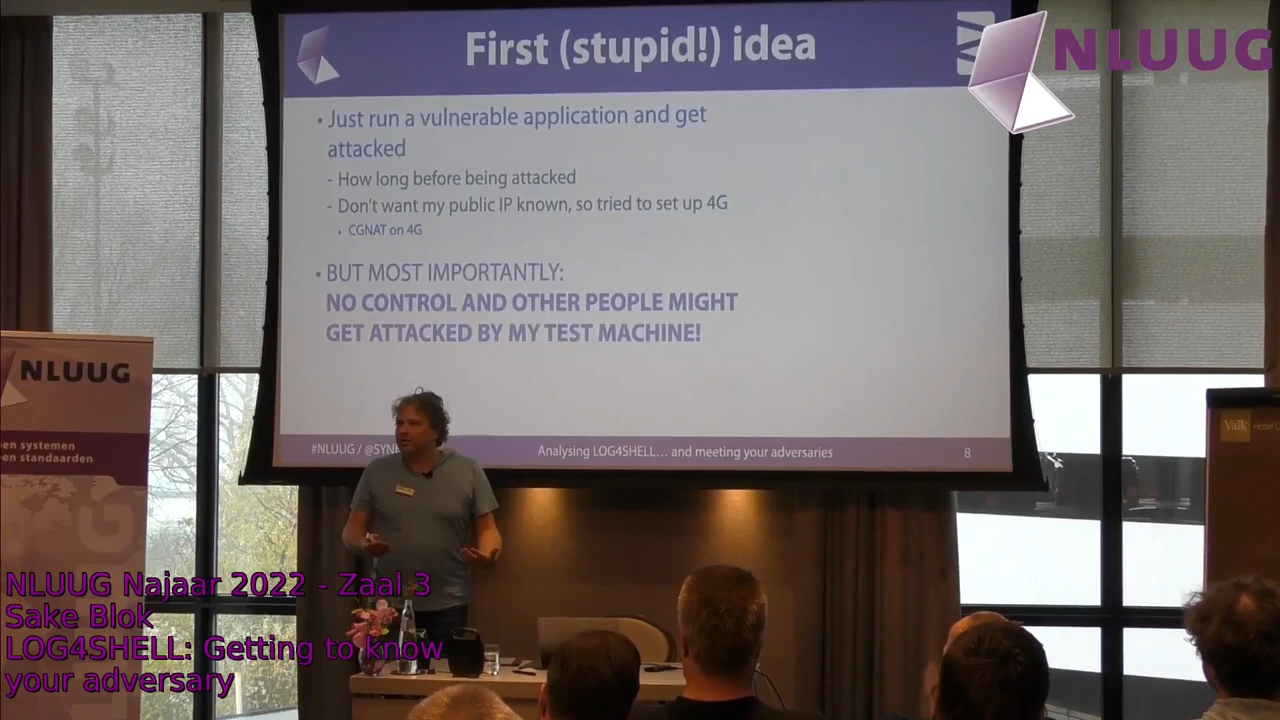 First (stupid!) idea
NLUUG
• Just run a vulnerable application and get
attacked
- How long before being attacked
- Don't want my public IP known, so tried to set up 4G
CGNAT on 4G
• BUT MOST IMPORTANTLY:
NO CONTROL AND OTHER PEOPLE MIGHT
GET ATTACKED BY MY TEST MACHINE!
#NLUUG /
Analysing LOG4SHELL... and meeting your adversaries
8
NLUUG
en systemen
en standaarden
Valk
NLUUG Najaar 2022 - Zaal 3
Sake Blok
LOG4SHELL: Getting to know
your adversary